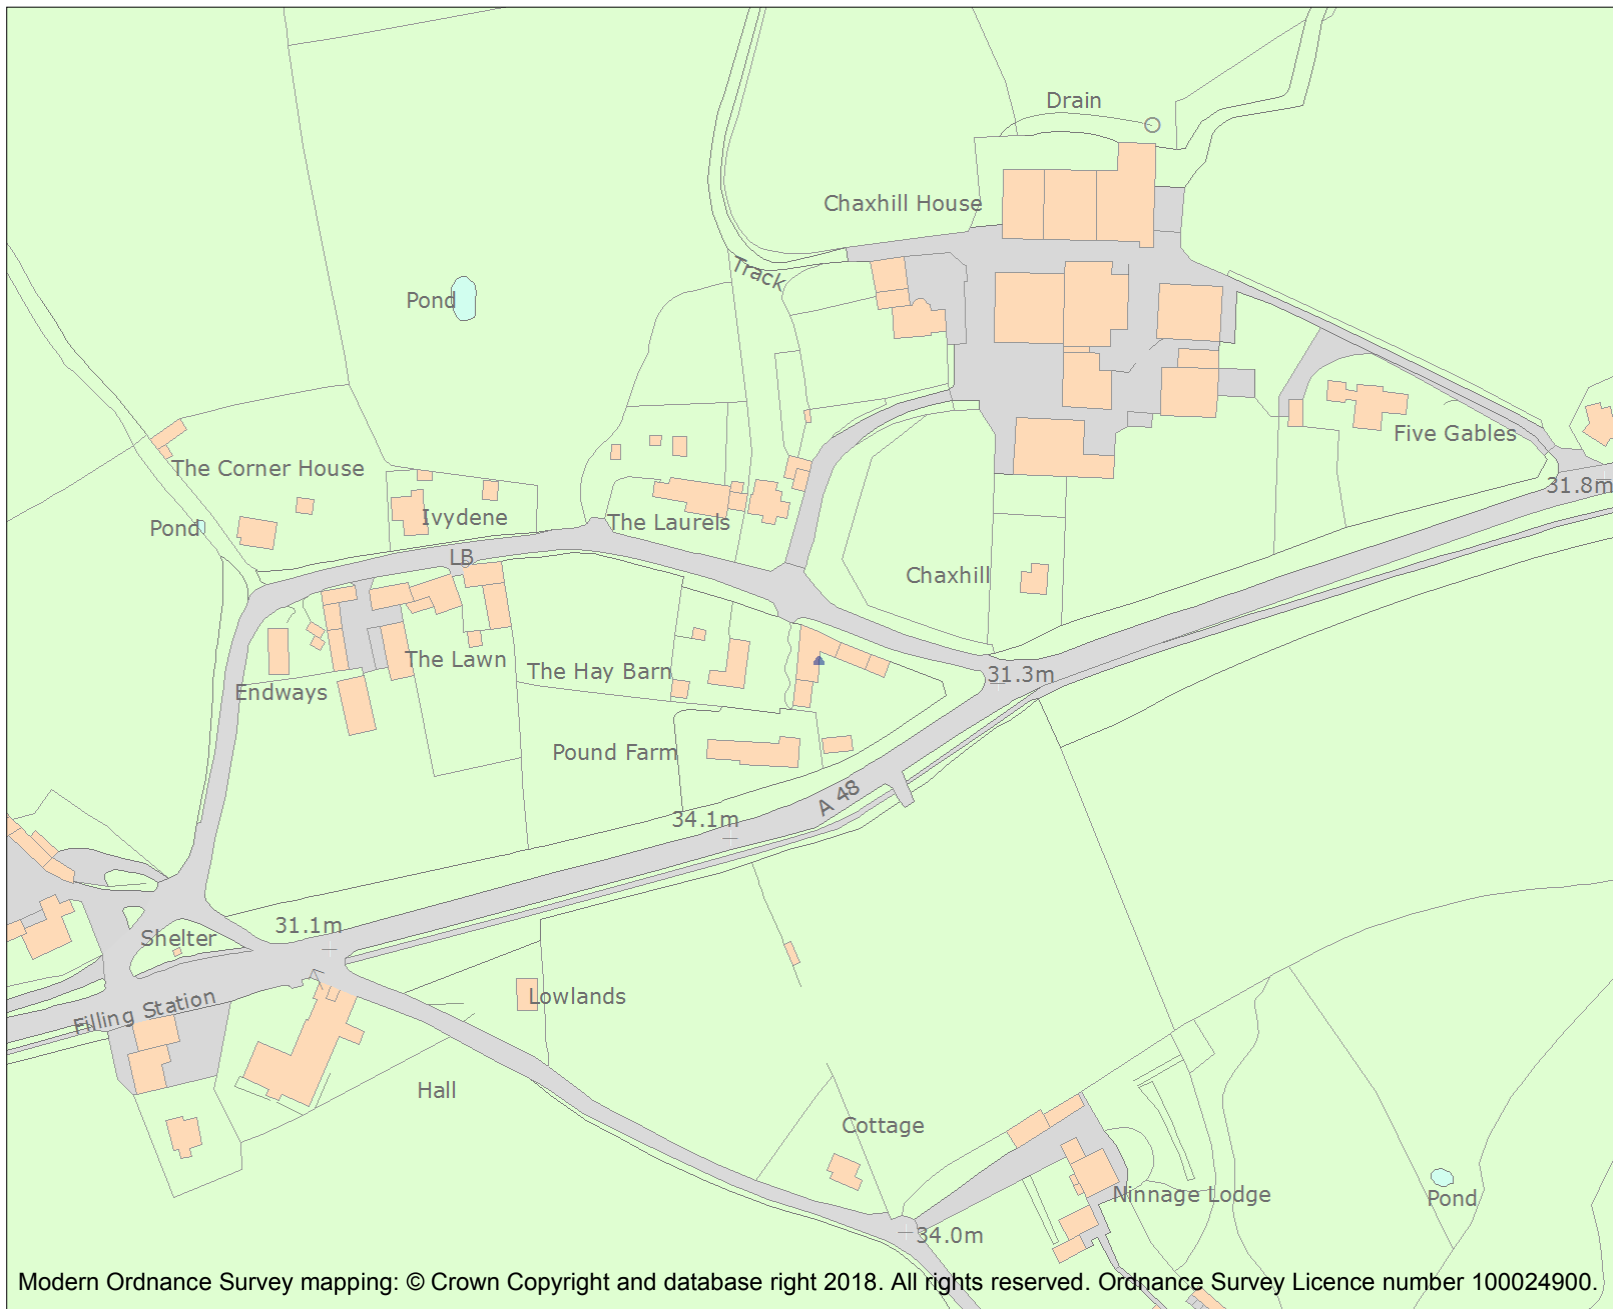 Drain
Chaxhill House
Track
Pond
Five Gables
The Corner House
31.8m
Ivydene
The Laurels
Pond
LB
Chaxhill
The Lawn
The Hay Barn
31.3m
Endways
Pound Farm
A 48
34.1m
31.1m
Shelter
Lowlands
Filling Station
Hall
Cottage
Ninnage Lodge
Pond
34.0m
Modern Ordnance Survey mapping: © Crown Copyright and database right 2018. All rights reserved. Ordnance Survey Licence number 100024900.